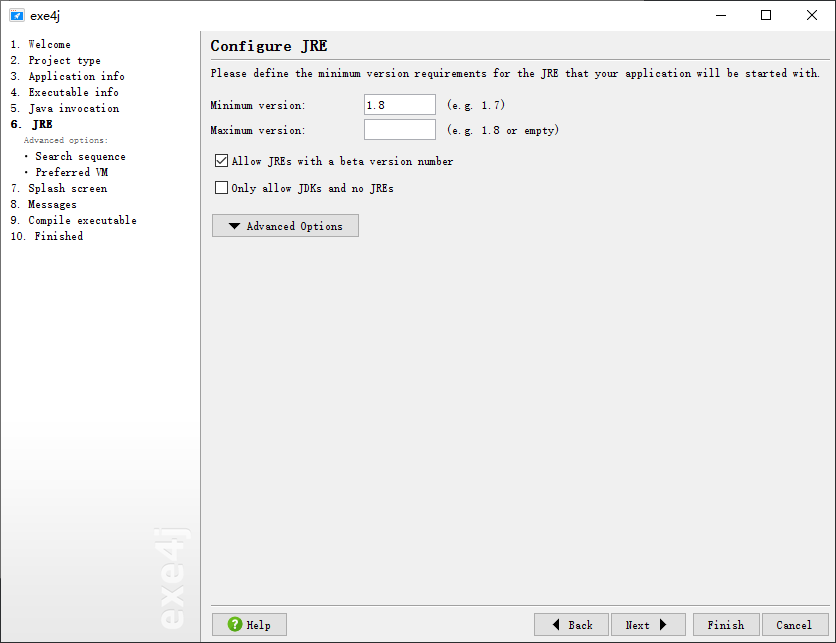 exe4j
1. Welcome
2. Project type
3. Application info
4. Executable info
5. Java invocation
6. JRE
Advanced options:
· Search sequence
· Preferred VM
7. Splash screen
8. Messages
9. Compile executable
10. Finished
exe4j
Configure JRE
Please define the minimum version requirements for the JRE that your application will be started with.
Minimum version: 1.8 (e.g. 1.7)
Maximum version: (e.g. 1.8 or empty)
Allow JREs with a beta version number
Only allow JDKs and no JREs
Advanced Options
? Help Back Next Finish Cancel